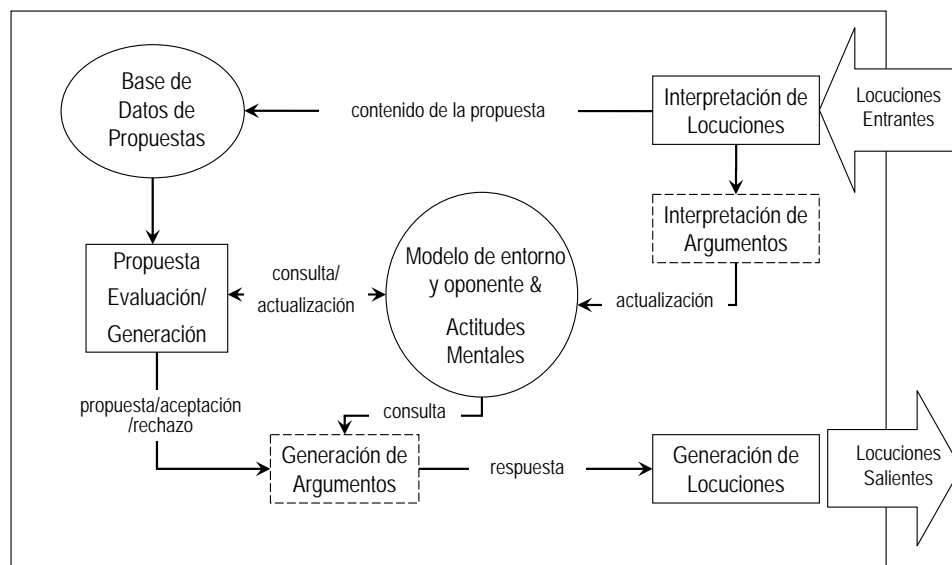 Base de
Datos de
Propuestas
contenido de la propuesta
Interpretación de
Locuciones
Locuciones
Entrantes
Interpretación de
Argumentos
Propuesta
Evaluación/
Generación
consulta/
actualización
Modelo de entorno
y oponente &
Actitudes
Mentales
actualización
propuesta/aceptación
/rechazo
consulta
Generación de
Argumentos
respuesta
Generación de
Locuciones
Locuciones
Salientes